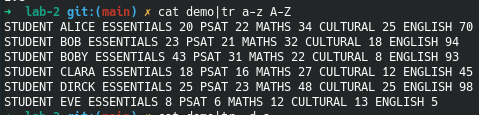 ➜ lab-2 git:(main) ✗ cat demo|tr a-z A-Z
STUDENT ALICE ESSENTIALS 20 PSAT 22 MATHS 34 CULTURAL 25 ENGLISH 70
STUDENT BOB ESSENTIALS 23 PSAT 21 MATHS 32 CULTURAL 18 ENGLISH 94
STUDENT BOBY ESSENTIALS 43 PSAT 31 MATHS 22 CULTURAL 8 ENGLISH 93
STUDENT CLARA ESSENTIALS 18 PSAT 16 MATHS 27 CULTURAL 12 ENGLISH 45
STUDENT DIRCK ESSENTIALS 25 PSAT 23 MATHS 48 CULTURAL 25 ENGLISH 98
STUDENT EVE ESSENTIALS 8 PSAT 6 MATHS 12 CULTURAL 13 ENGLISH 5